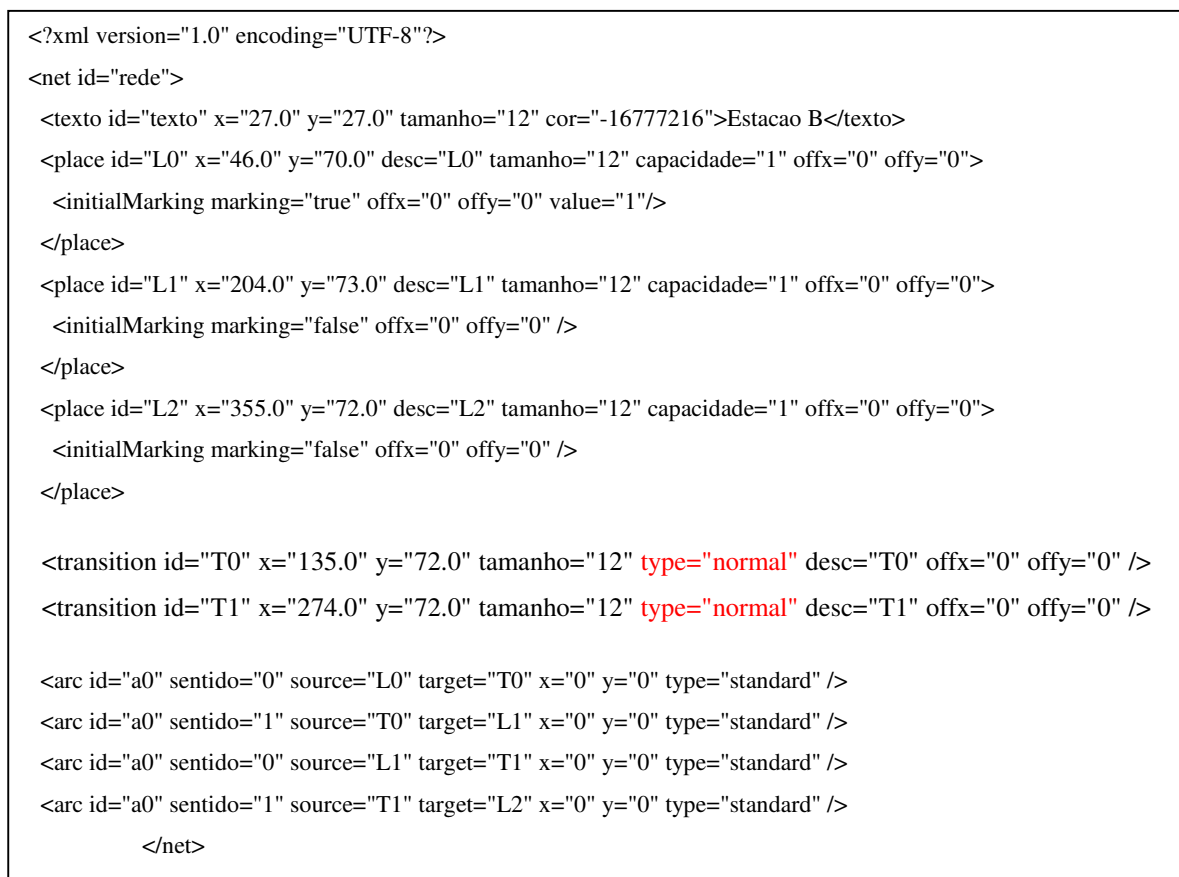 <?xml version="1.0" encoding="UTF-8"?>
<net id="rede">
<texto id="texto" x="27.0" y="27.0" tamanho="12" cor="-16777216">Estacao B</texto>
<place id="L0" x="46.0" y="70.0" desc="L0" tamanho="12" capacidade="1" offx="0" offy="0">
<initialMarking marking="true" offx="0" offy="0" value="1"/>
</place>
<place id="L1" x="204.0" y="73.0" desc="L1" tamanho="12" capacidade="1" offx="0" offy="0">
<initialMarking marking="false" offx="0" offy="0" />
</place>
<place id="L2" x="355.0" y="72.0" desc="L2" tamanho="12" capacidade="1" offx="0" offy="0">
<initialMarking marking="false" offx="0" offy="0" />
</place>
<transition id="T0" x="135.0" y="72.0" tamanho="12" type="normal" desc="T0" offx="0" offy="0" />
<transition id="T1" x="274.0" y="72.0" tamanho="12" type="normal" desc="T1" offx="0" offy="0" />
<arc id="a0" sentido="0" source="L0" target="T0" x="0" y="0" type="standard" />
<arc id="a0" sentido="1" source="T0" target="L1" x="0" y="0" type="standard" />
<arc id="a0" sentido="0" source="L1" target="T1" x="0" y="0" type="standard" />
<arc id="a0" sentido="1" source="T1" target="L2" x="0" y="0" type="standard" />
</net>